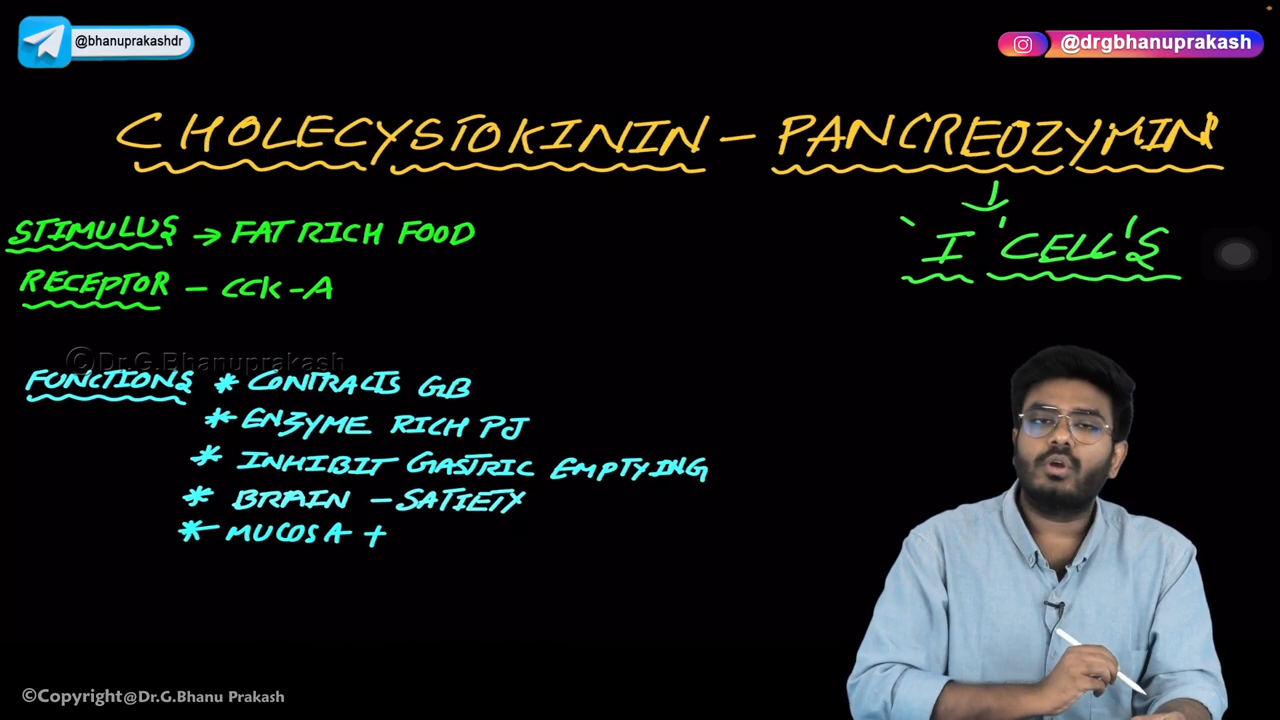 @bhanuprakashdr
@drgbhanuprakash
CHOLECYSTOKININ - PANCREOZYMIN
'I' CELL'S
STIMULUS → FAT RICH FOOD
RECEPTOR - CCK-A
©Dr.G.Bhanuprakash
FUNCTIONS * CONTRACTS GB
* ENZYME RICH PJ
* INHIBIT GASTRIC EMPTYING
* BRAIN - SATIETY
* MUCOSA +
©Copyright@Dr.G.Bhanu Prakash